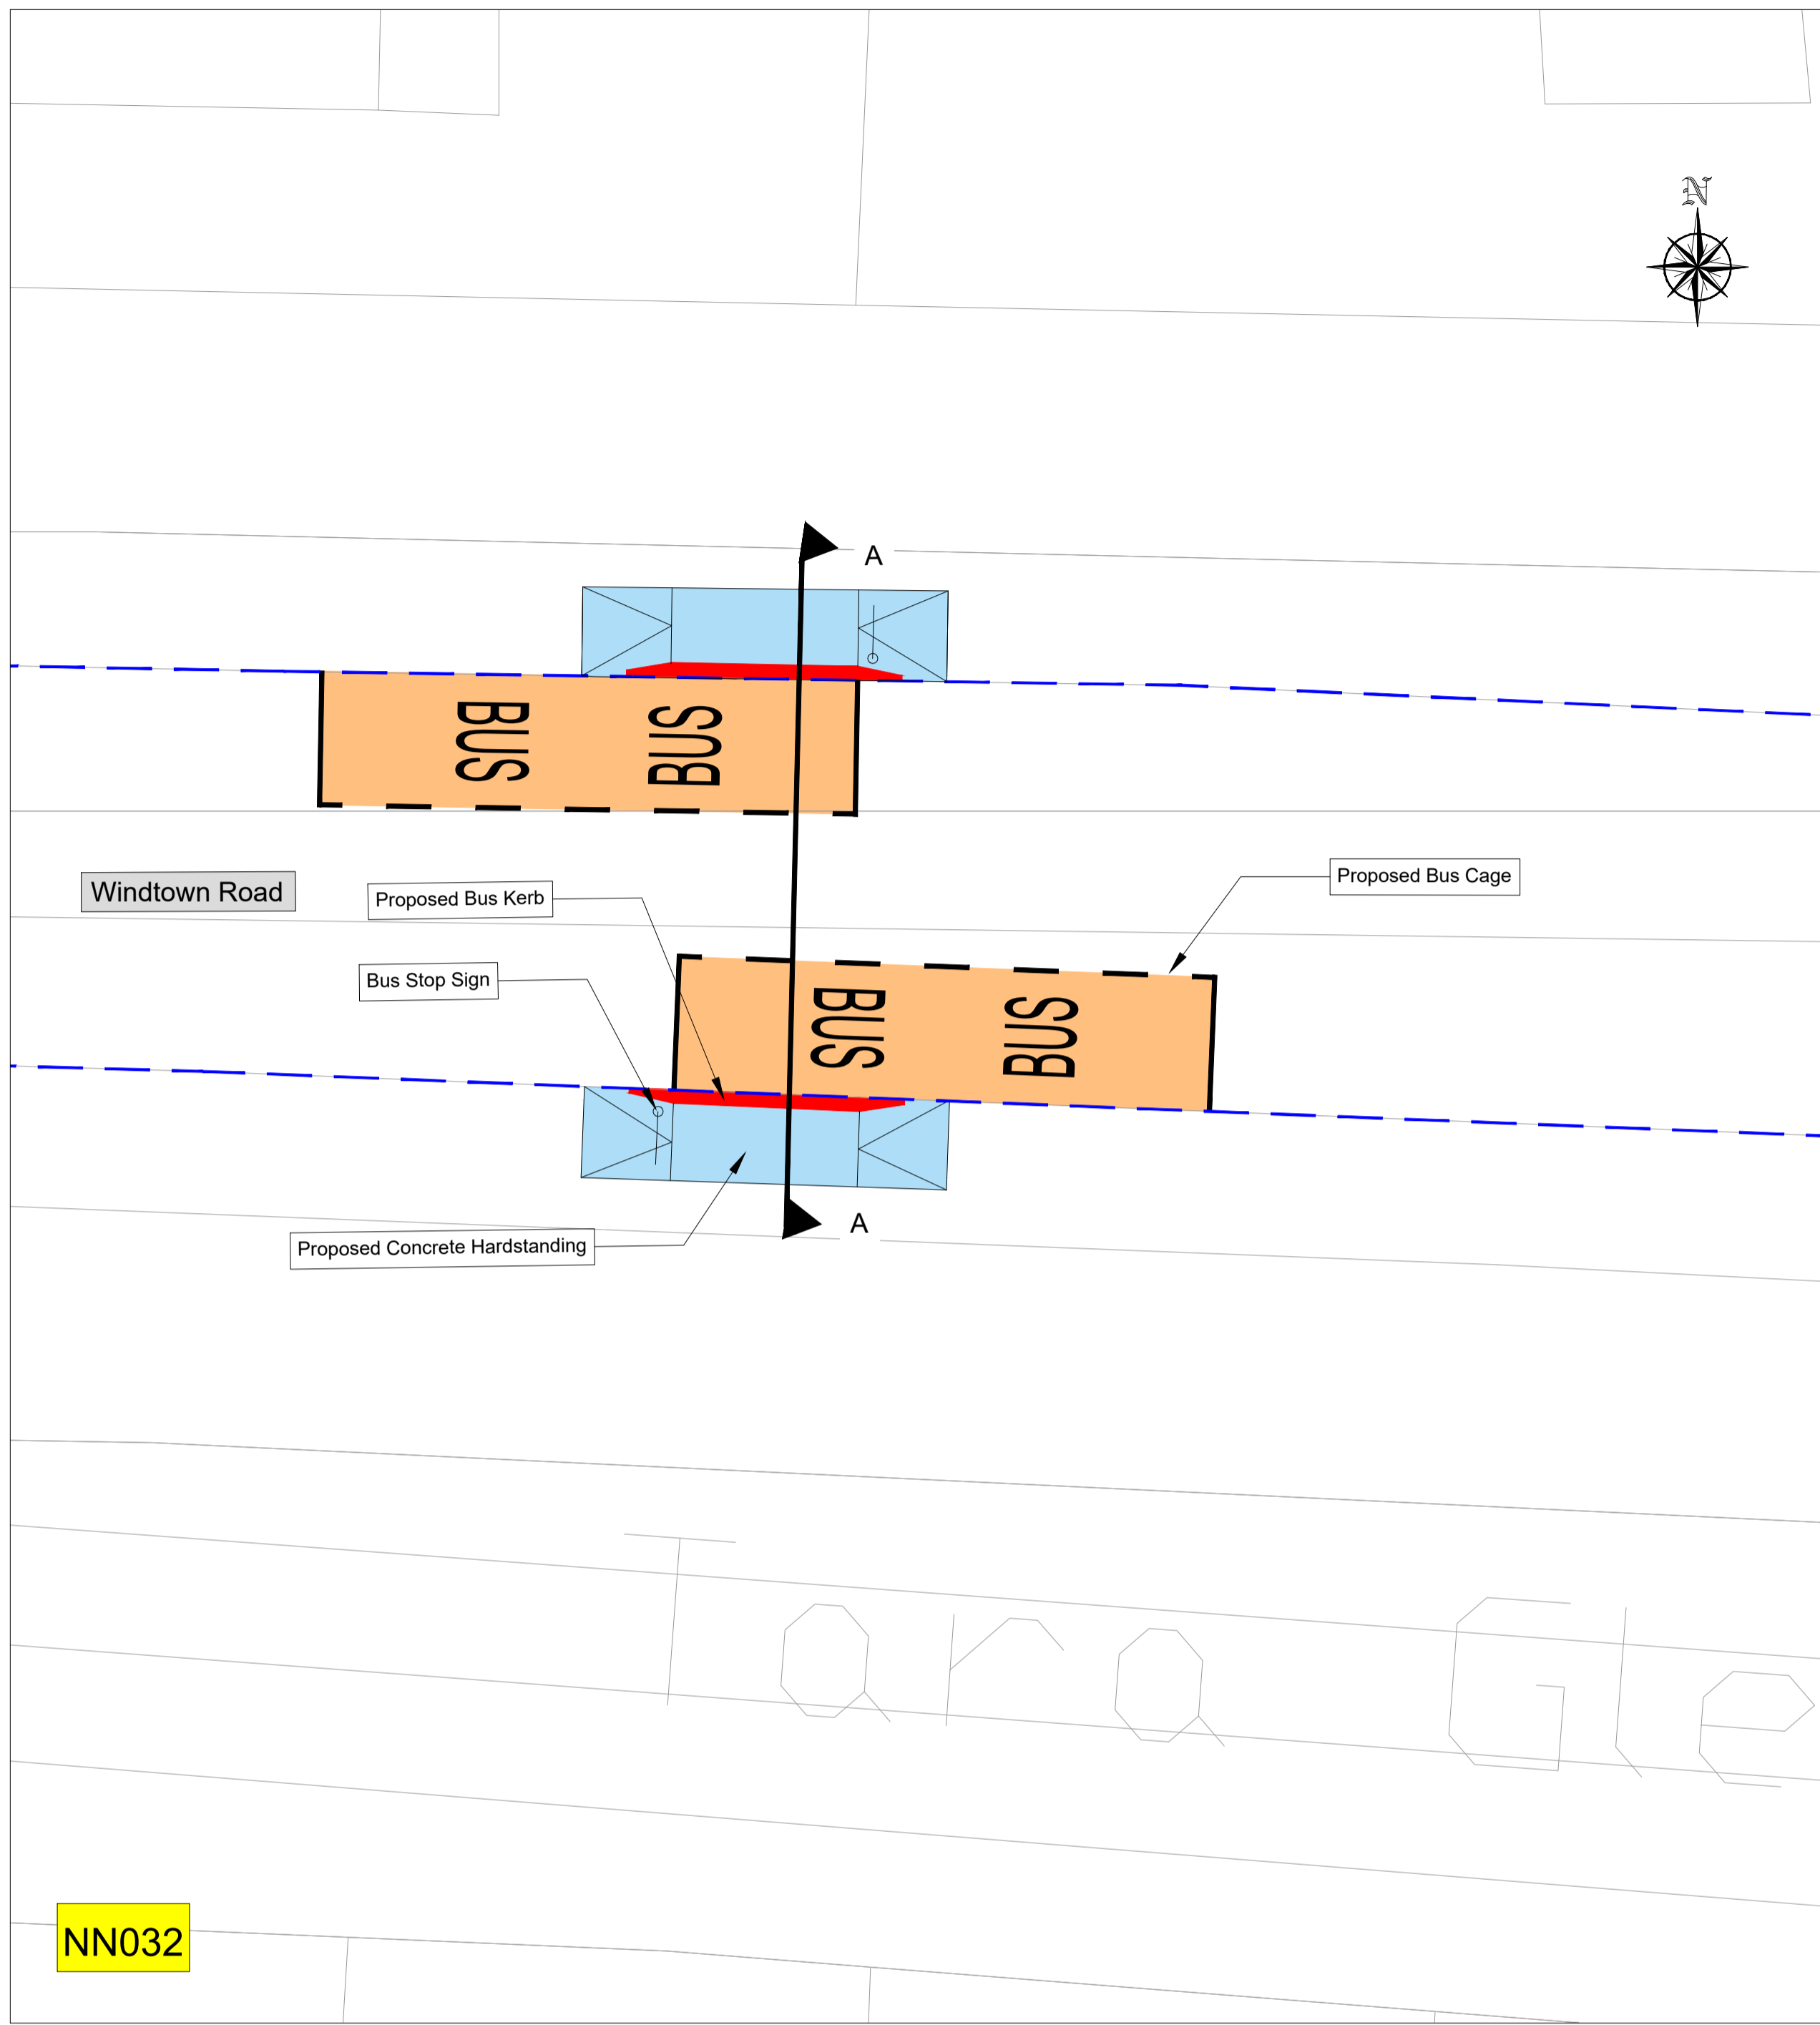 N
A
BUS BUS
Windtown Road
Proposed Bus Kerb
Proposed Bus Cage
Bus Stop Sign
BUS BUS
A
Proposed Concrete Hardstanding
Tara Gle
NN032